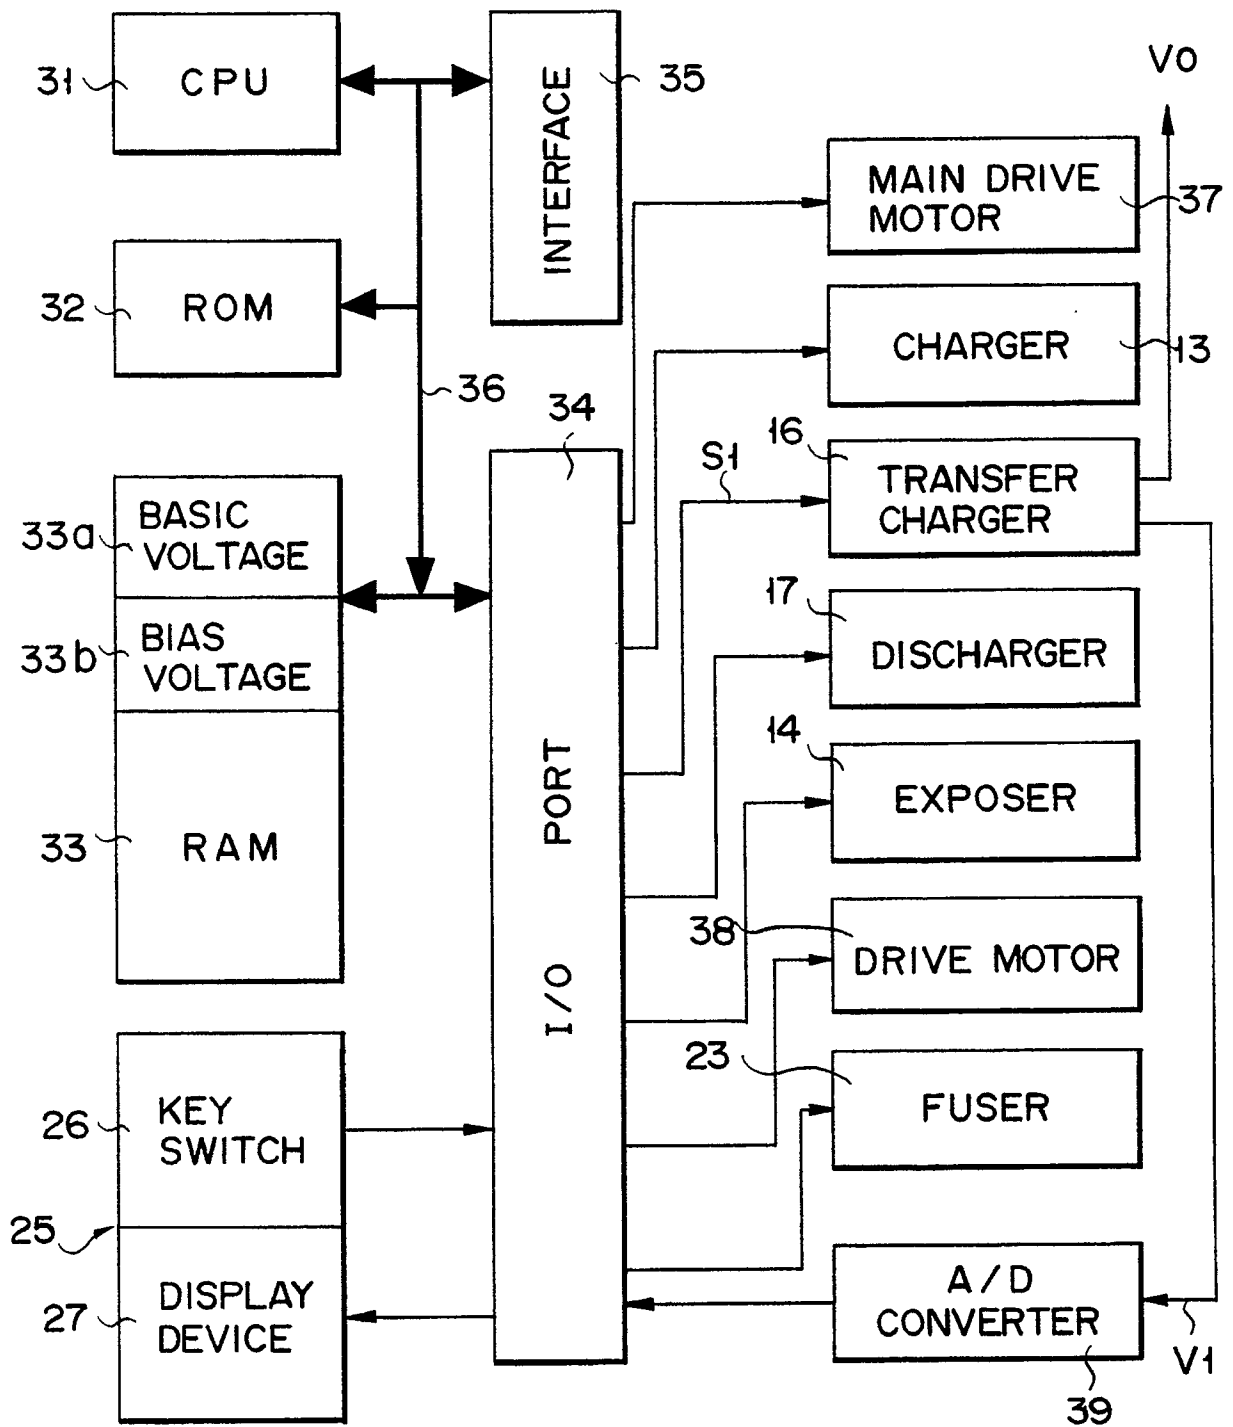 31
CPU
INTERFACE
35
V0
MAIN DRIVE
MOTOR
37
32
ROM
36
CHARGER
13
34
16
S1
TRANSFER
CHARGER
33a
BASIC
VOLTAGE
33b
BIAS
VOLTAGE
17
DISCHARGER
33
RAM
I/O PORT
14
EXPOSER
38
DRIVE MOTOR
23
FUSER
26
KEY
SWITCH
25
27
DISPLAY
DEVICE
A/D
CONVERTER
V1
39